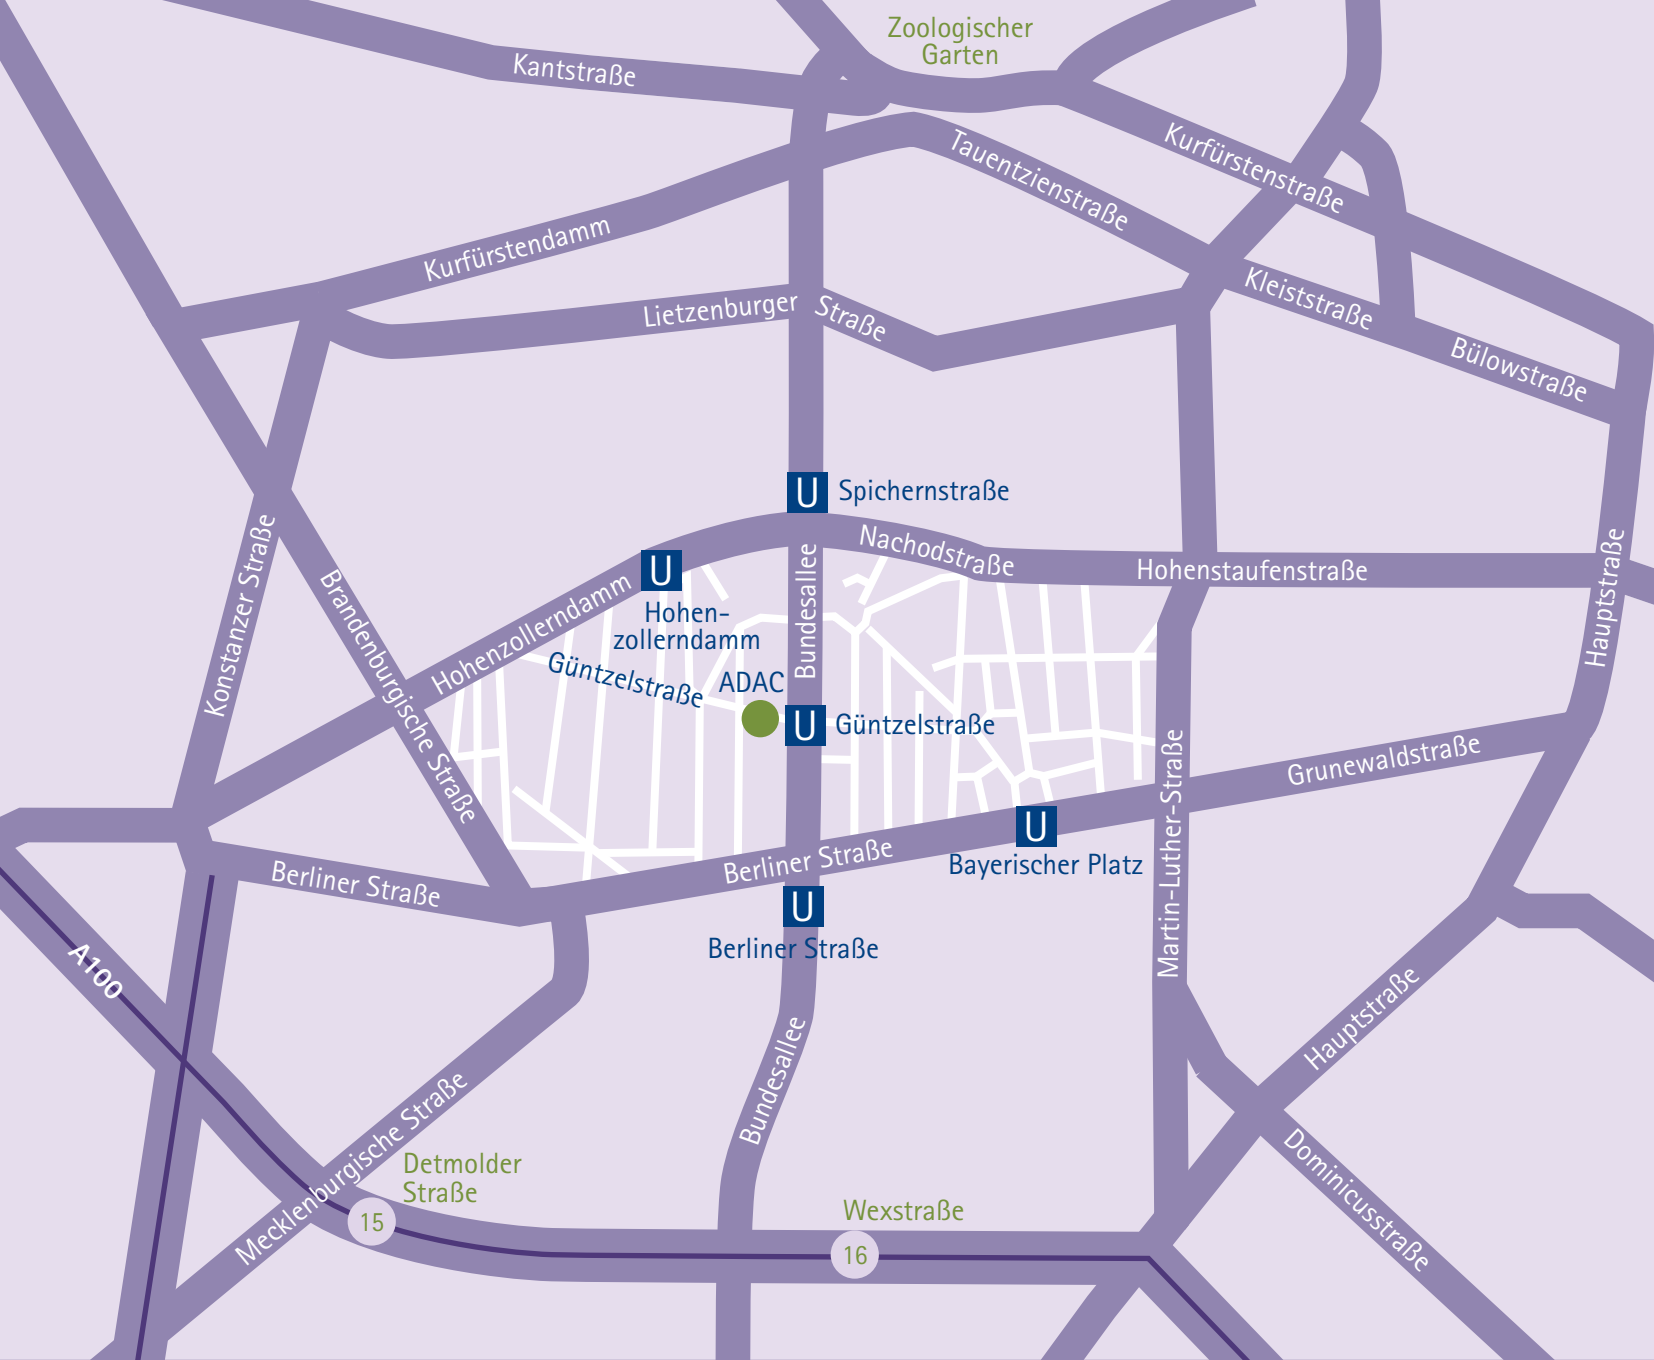 Zoologischer
Garten
Kantstraße
Kurfürstenstraße
Tauentzienstraße
Kurfürstendamm
Lietzenburger Straße
Kleiststraße
Bülowstraße
U Spichernstraße
Nachodstraße
Hohenstaufenstraße
Hauptstraße
Konstanzer Straße
Brandenburgische Straße
Hohenzollerndamm
U
Hohen-
zollerndamm
Bundesallee
Güntzelstraße
ADAC
U Güntzelstraße
Martin-Luther-Straße
Grunewaldstraße
U
Bayerischer Platz
Berliner Straße
Berliner Straße
U
Berliner Straße
A100
Hauptstraße
Bundesallee
Mecklenburgische Straße
Detmolder
Straße
15
Wexstraße
16
Dominicusstraße